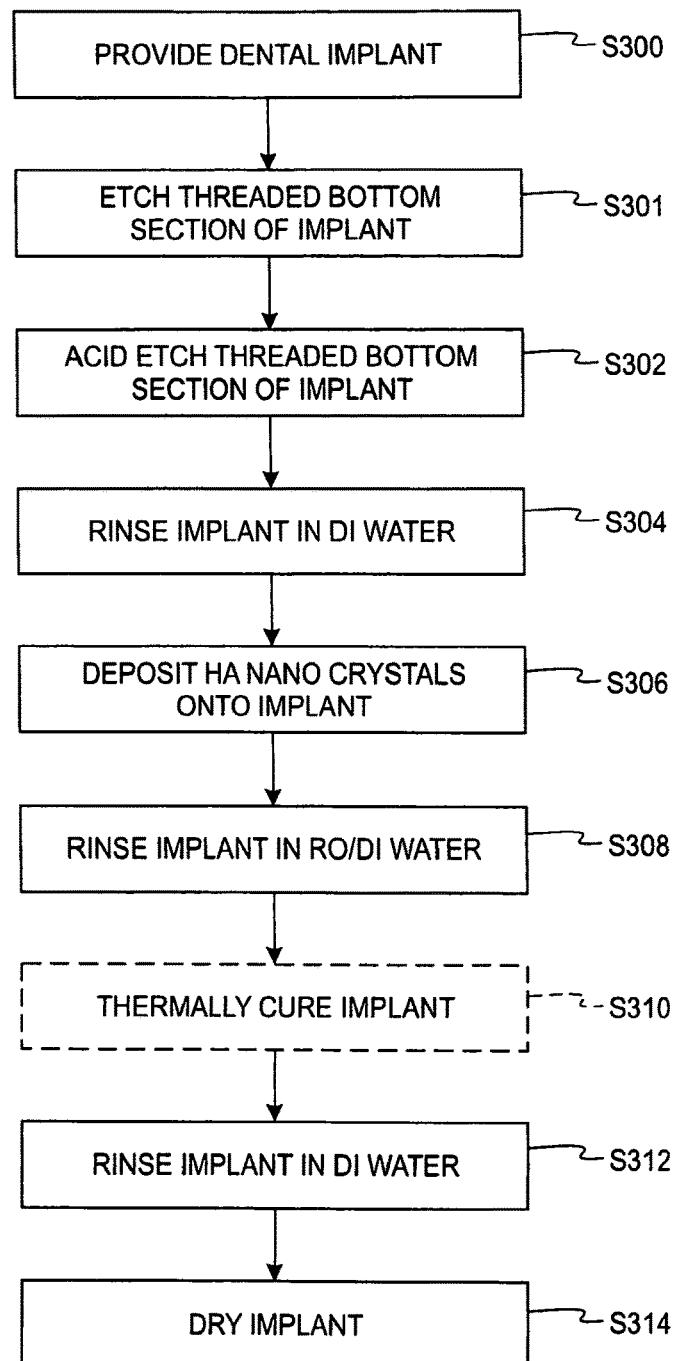 PROVIDE DENTAL IMPLANT
S300
ETCH THREADED BOTTOM
SECTION OF IMPLANT
S301
ACID ETCH THREADED BOTTOM
SECTION OF IMPLANT
S302
RINSE IMPLANT IN DI WATER
S304
DEPOSIT HA NANO CRYSTALS
ONTO IMPLANT
S306
RINSE IMPLANT IN RO/DI WATER
S308
THERMALLY CURE IMPLANT
S310
RINSE IMPLANT IN DI WATER
S312
DRY IMPLANT
S314